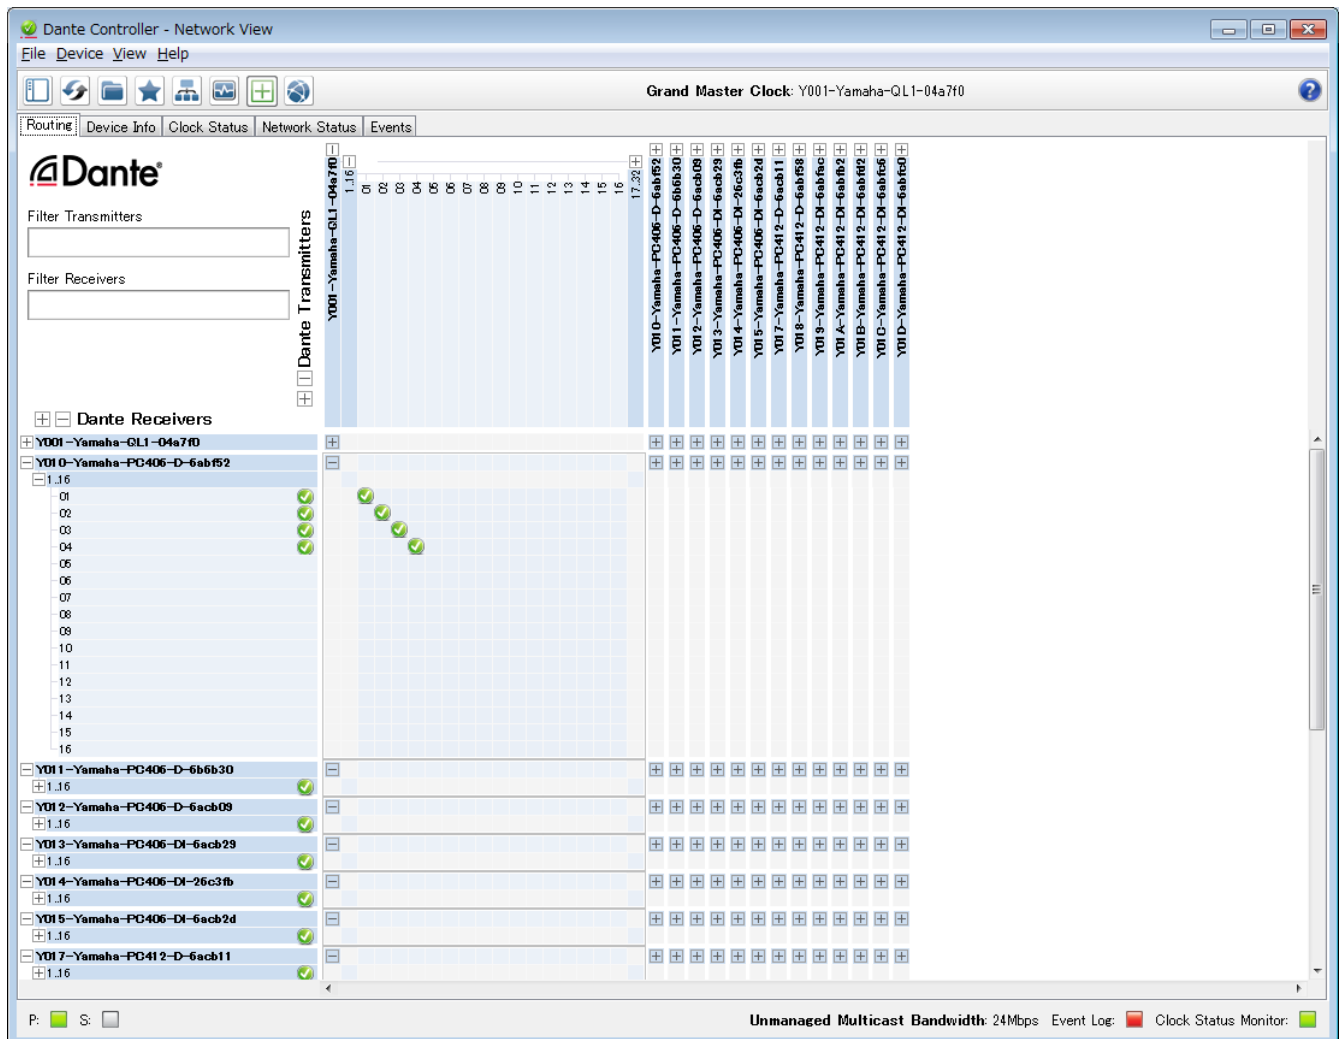 Dante Controller - Network View
File Device View Help
Grand Master Clock: Y001-Yamaha-QL1-04a7f0
?
Routing Device Info Clock Status Network Status Events
Dante®
Filter Transmitters
Filter Receivers
Dante Transmitters
Y001-Yamaha-QL1-04a7f0
1..16
01
02
03
04
05
06
07
08
09
10
11
12
13
14
15
16
17..32
Y010-Yamaha-PC406-D-6abf52
Y011-Yamaha-PC406-D-6b6b30
Y012-Yamaha-PC406-D-6acb09
Y013-Yamaha-PC406-DI-6acb29
Y014-Yamaha-PC406-DI-26c3fb
Y015-Yamaha-PC406-DI-6acb2d
Y017-Yamaha-PC412-D-6acb11
Y018-Yamaha-PC412-D-6abf58
Y019-Yamaha-PC412-DI-6abfac
Y01A-Yamaha-PC412-DI-6abfb2
Y01B-Yamaha-PC412-DI-6abfd2
Y01C-Yamaha-PC412-DI-6abfc6
Y01D-Yamaha-PC412-DI-6abfc0
Dante Receivers
Y001-Yamaha-QL1-04a7f0
Y010-Yamaha-PC406-D-6abf52
1..16
01
02
03
04
05
06
07
08
09
10
11
12
13
14
15
16
Y011-Yamaha-PC406-D-6b6b30
1..16
Y012-Yamaha-PC406-D-6acb09
1..16
Y013-Yamaha-PC406-DI-6acb29
1..16
Y014-Yamaha-PC406-DI-26c3fb
1..16
Y015-Yamaha-PC406-DI-6acb2d
1..16
Y017-Yamaha-PC412-D-6acb11
1..16
P: S: Unmanaged Multicast Bandwidth: 24Mbps Event Log: Clock Status Monitor: